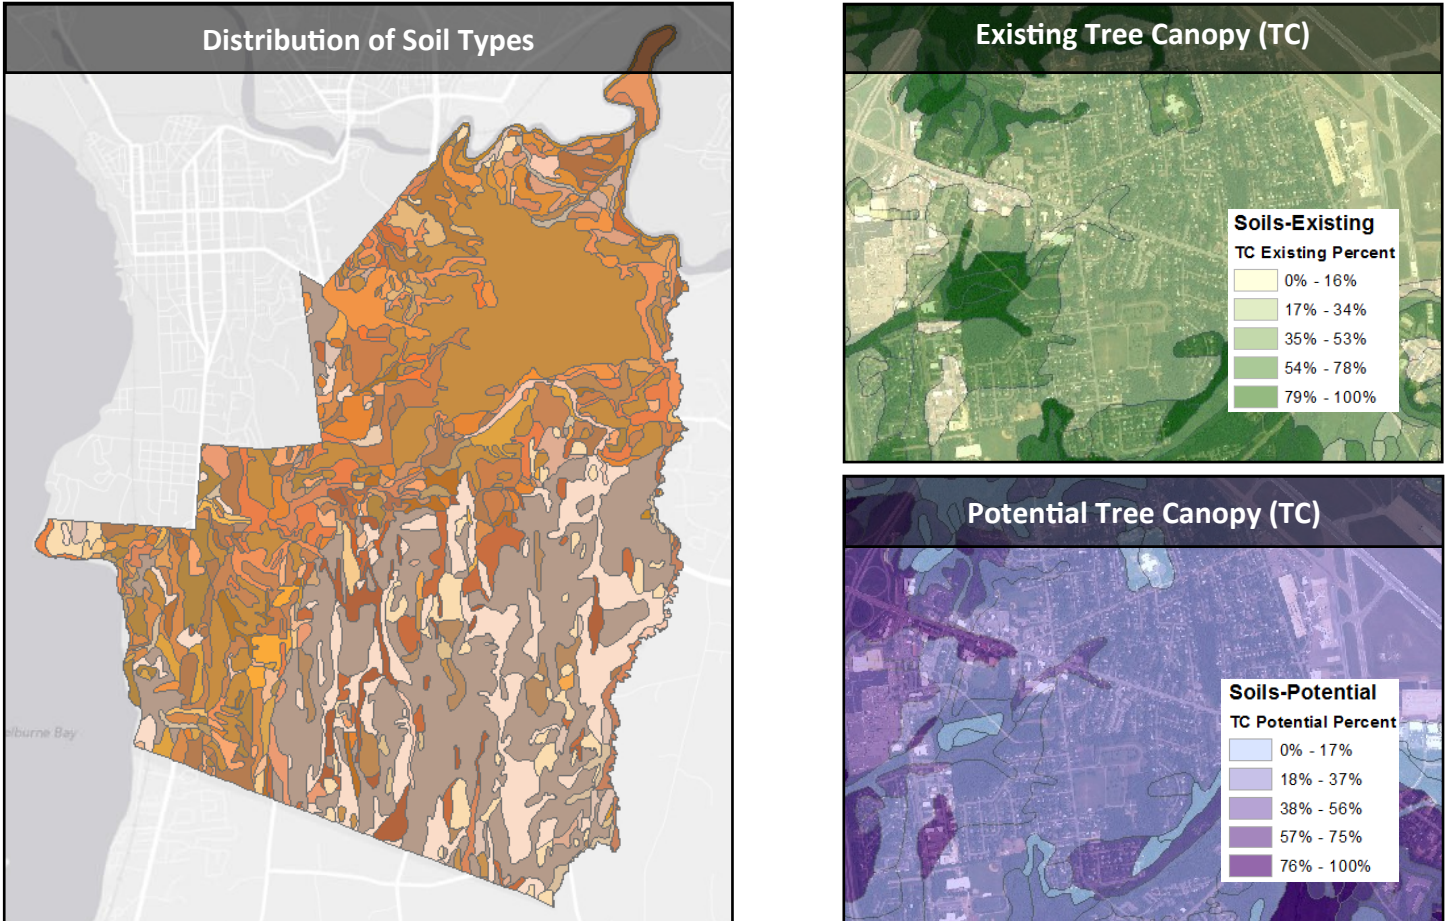 Distribution of Soil Types
elburne Bay
Existing Tree Canopy (TC)
Soils-Existing
TC Existing Percent
0% - 16%
17% - 34%
35% - 53%
54% - 78%
79% - 100%
Potential Tree Canopy (TC)
Soils-Potential
TC Potential Percent
0% - 17%
18% - 37%
38% - 56%
57% - 75%
76% - 100%